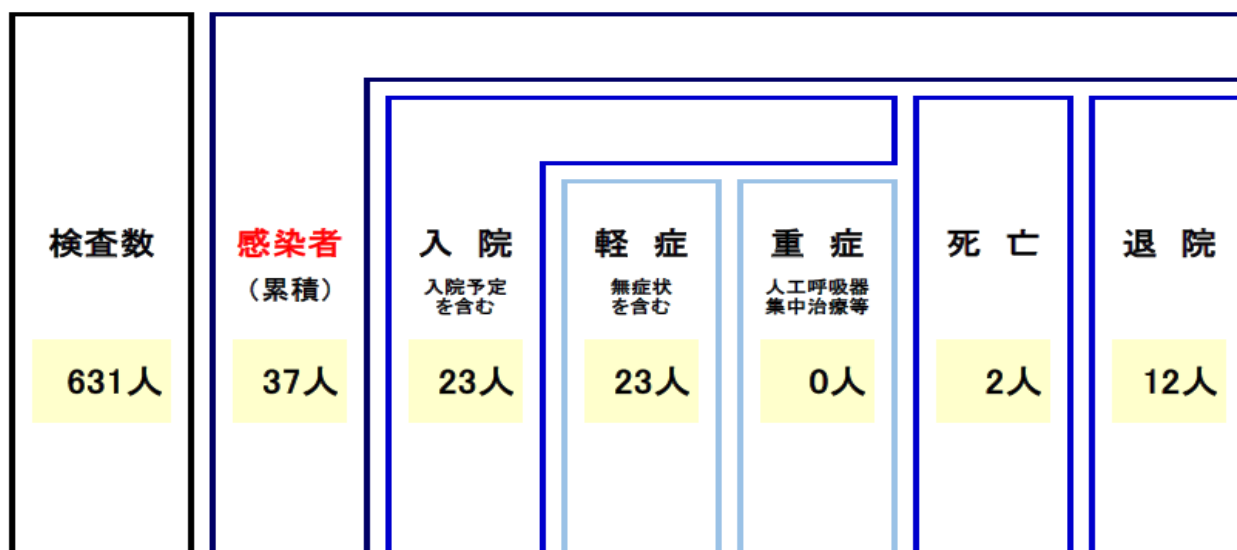 検査数
631人
感染者
（累積）
37人
入 院
入院予定
を含む
23人
軽 症
無症状
を含む
23人
重 症
人工呼吸器
集中治療等
0人
死 亡
2人
退 院
12人